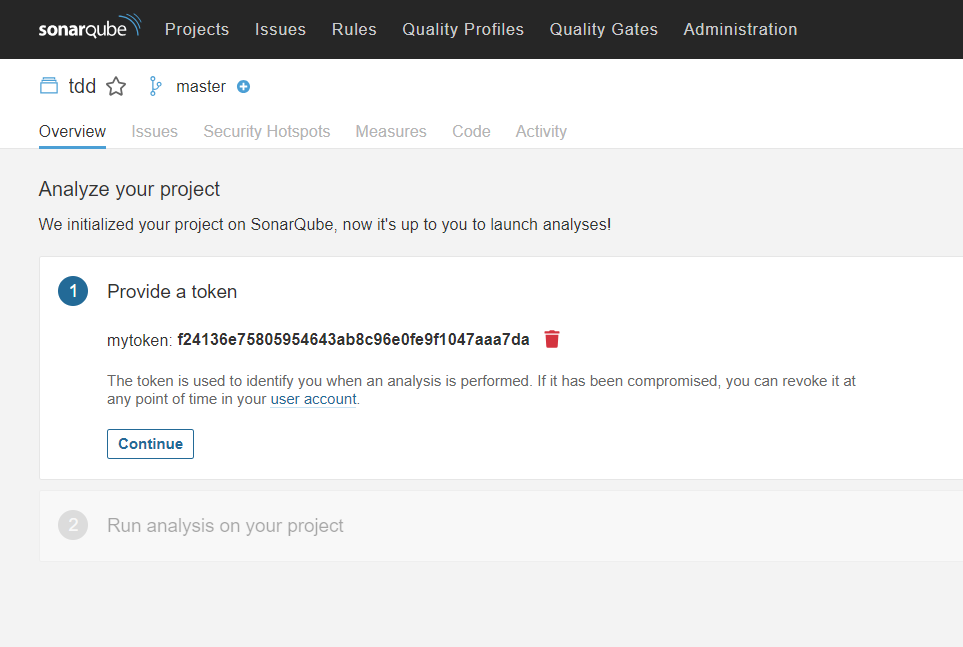 sonarqube Projects Issues Rules Quality Profiles Quality Gates Administration
tdd master
Overview Issues Security Hotspots Measures Code Activity
Analyze your project
We initialized your project on SonarQube, now it's up to you to launch analyses!
1 Provide a token
mytoken: f24136e75805954643ab8c96e0fe9f1047aaa7da
The token is used to identify you when an analysis is performed. If it has been compromised, you can revoke it at
any point of time in your user account.
Continue
2 Run analysis on your project